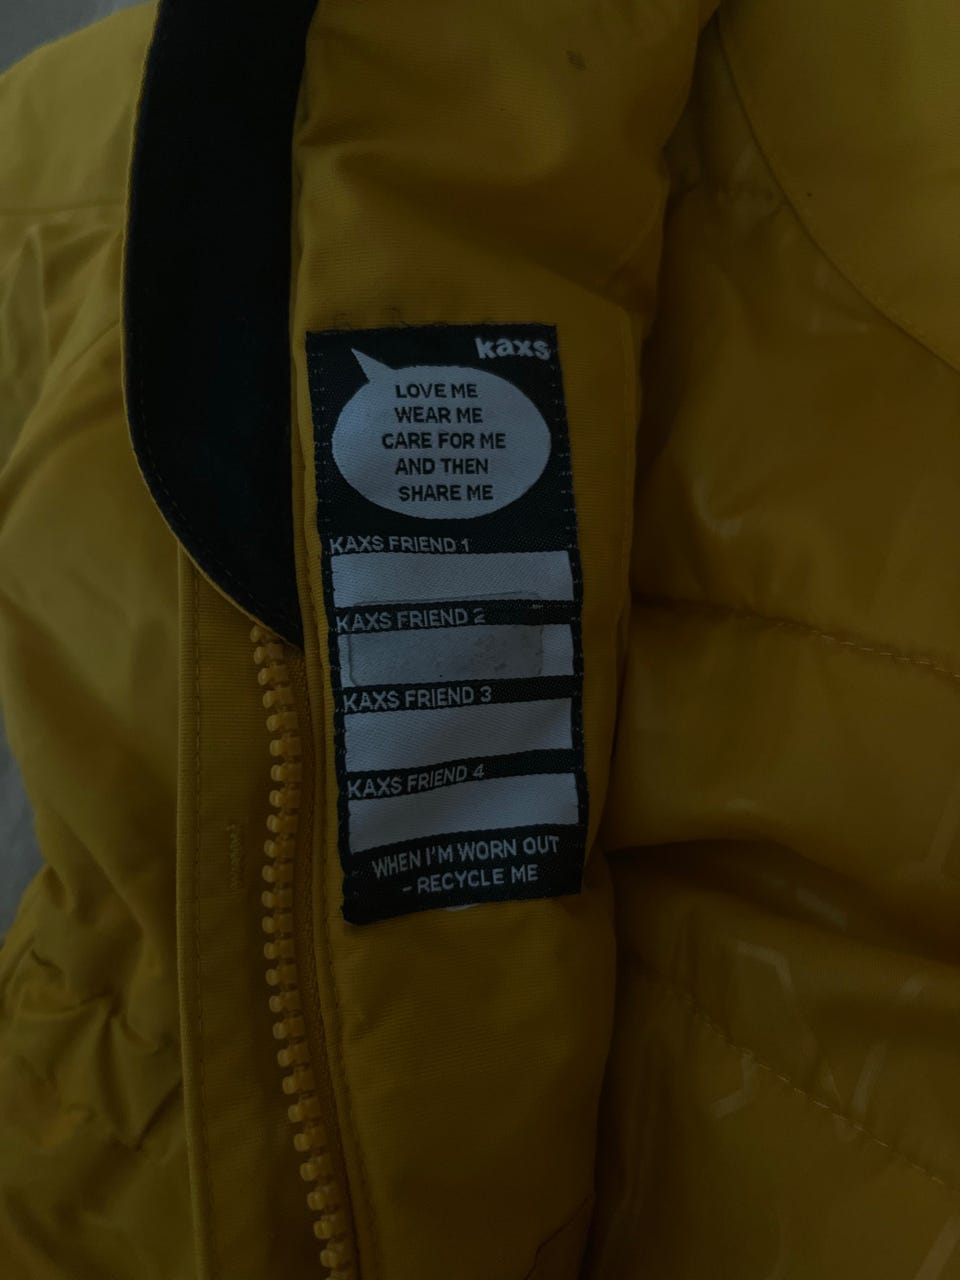 kaxs
LOVE ME
WEAR ME
CARE FOR ME
AND THEN
SHARE ME
KAXS FRIEND 1
KAXS FRIEND 2
KAXS FRIEND 3
KAXS FRIEND 4
WHEN I'M WORN OUT
- RECYCLE ME